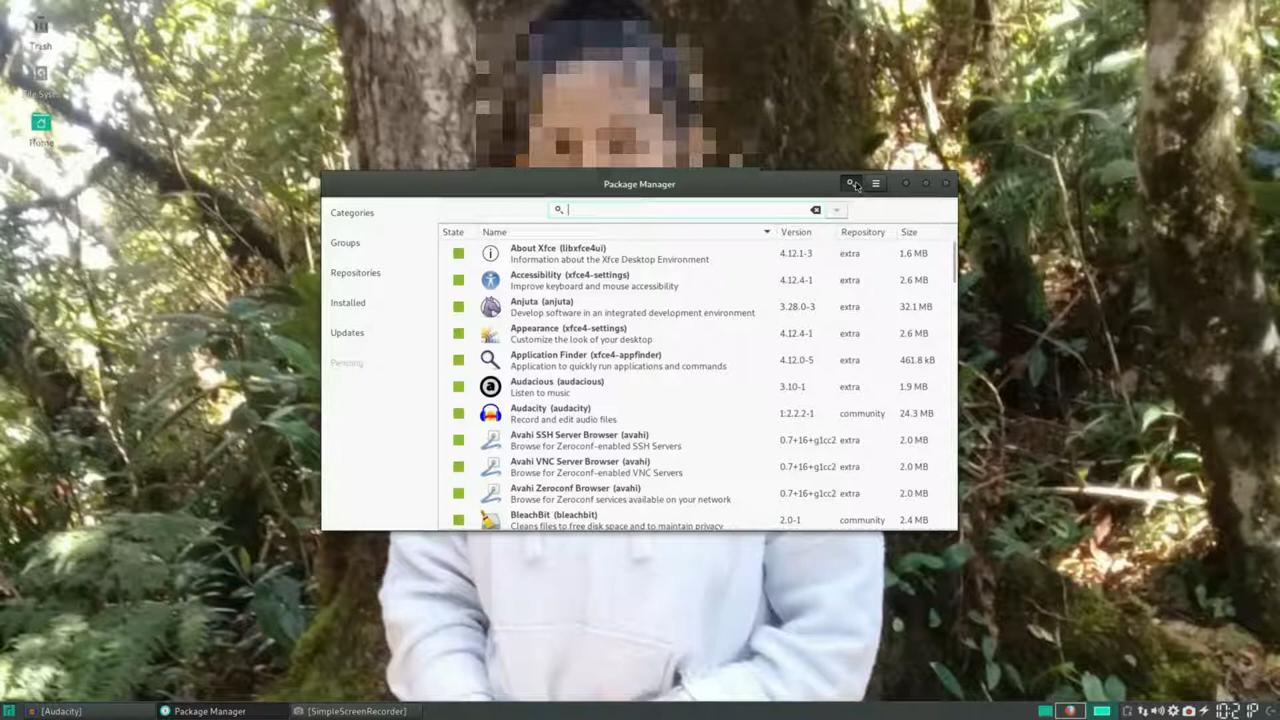 Trash
File Sys...
Home
Package Manager
Categories
Groups
Repositories
Installed
Updates
Pending
State Name Version Repository Size
About Xfce (libxfce4ui)
Information about the Xfce Desktop Environment
4.12.1-3 extra 1.6 MB
Accessibility (xfce4-settings)
Improve keyboard and mouse accessibility
4.12.4-1 extra 2.6 MB
Anjuta (anjuta)
Develop software in an integrated development environment
3.28.0-3 extra 32.1 MB
Appearance (xfce4-settings)
Customize the look of your desktop
4.12.4-1 extra 2.6 MB
Application Finder (xfce4-appfinder)
Application to quickly run applications and commands
4.12.0-5 extra 461.8 kB
Audacious (audacious)
Listen to music
3.10-1 extra 1.9 MB
Audacity (audacity)
Record and edit audio files
1:2.2.2-1 community 24.3 MB
Avahi SSH Server Browser (avahi)
Browse for Zeroconf-enabled SSH Servers
0.7+16+g1cc2 extra 2.0 MB
Avahi VNC Server Browser (avahi)
Browse for Zeroconf-enabled VNC Servers
0.7+16+g1cc2 extra 2.0 MB
Avahi Zeroconf Browser (avahi)
Browse for Zeroconf services available on your network
0.7+16+g1cc2 extra 2.0 MB
BleachBit (bleachbit)
Cleans files to free disk space and to maintain privacy
2.0-1 community 2.4 MB
[Audacity] Package Manager [SimpleScreenRecorder] 10:21P